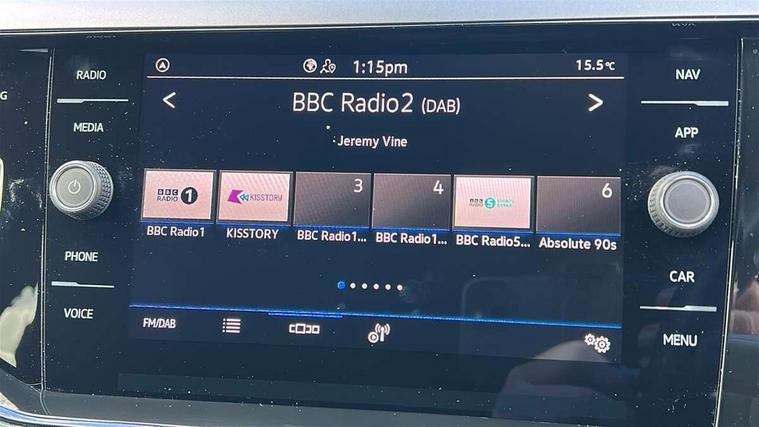 RADIO
MEDIA
PHONE
VOICE
G
1:15pm
15.5°C
BBC Radio2 (DAB)
Jeremy Vine
BBC RADIO 1
KISSTORY
3
4
BBC RADIO 5
6
BBC Radio1
KISSTORY
BBC Radio1...
BBC Radio1...
BBC Radio5...
Absolute 90s
FM/DAB
NAV
APP
CAR
MENU